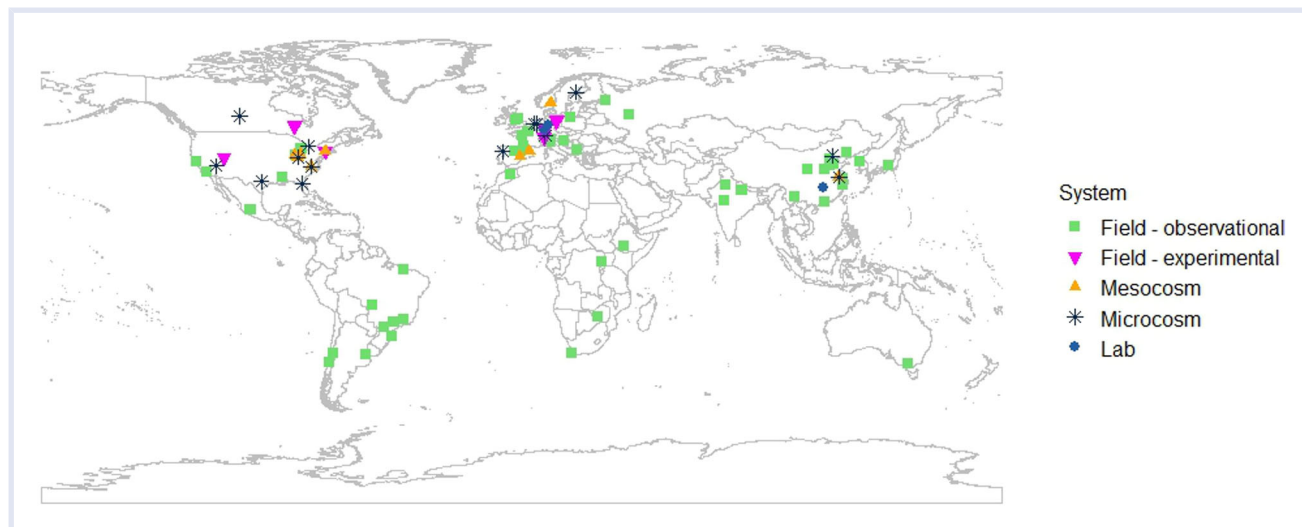 System
Field - observational
Field - experimental
Mesocosm
Microcosm
Lab